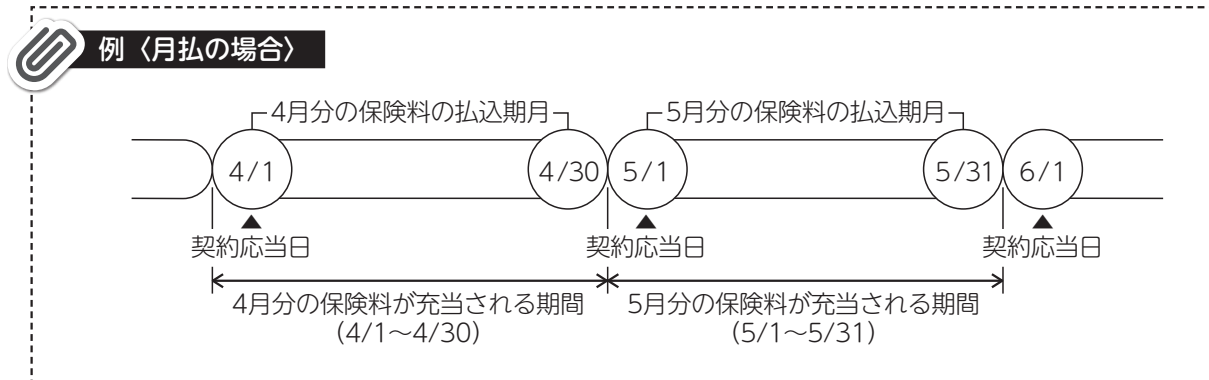 例〈月払の場合〉
4月分の保険料の払込期月
5月分の保険料の払込期月
4/1
4/30
5/1
5/31
6/1
契約応当日
契約応当日
契約応当日
4月分の保険料が充当される期間
(4/1～4/30)
5月分の保険料が充当される期間
(5/1～5/31)